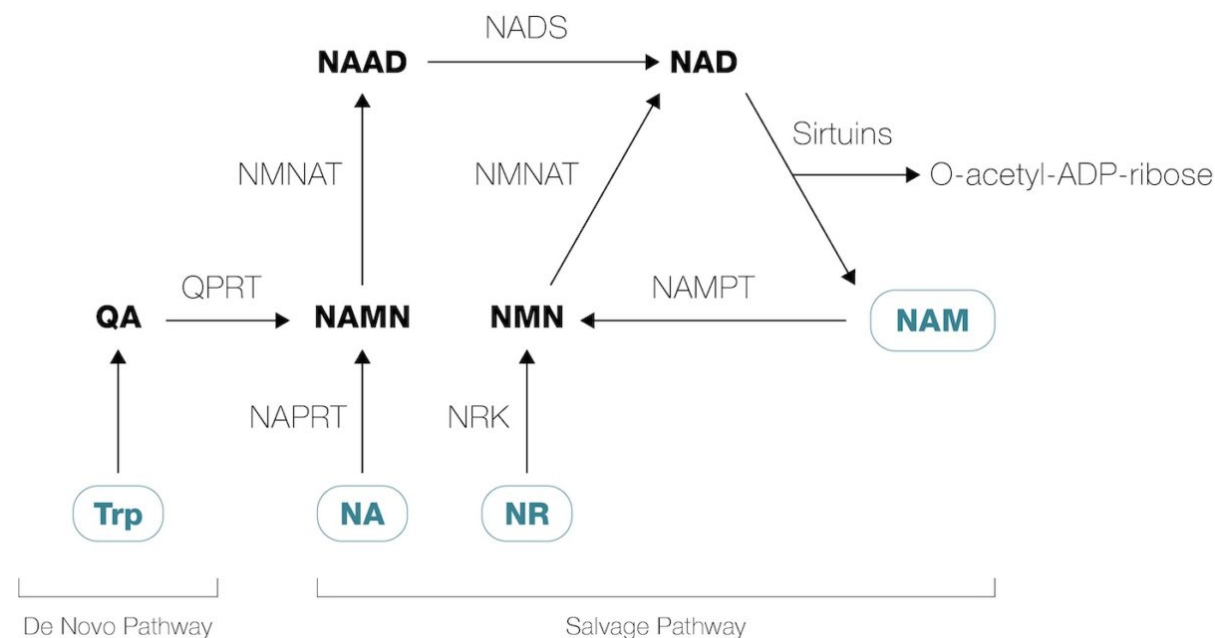 NADS
NAAD
NAD
Sirtuins
NMNAT
NMNAT
O-acetyl-ADP-ribose
QPRT
NAMPT
QA
NAMN
NMN
NAM
NAPRT
NRK
Trp
NA
NR
De Novo Pathway
Salvage Pathway